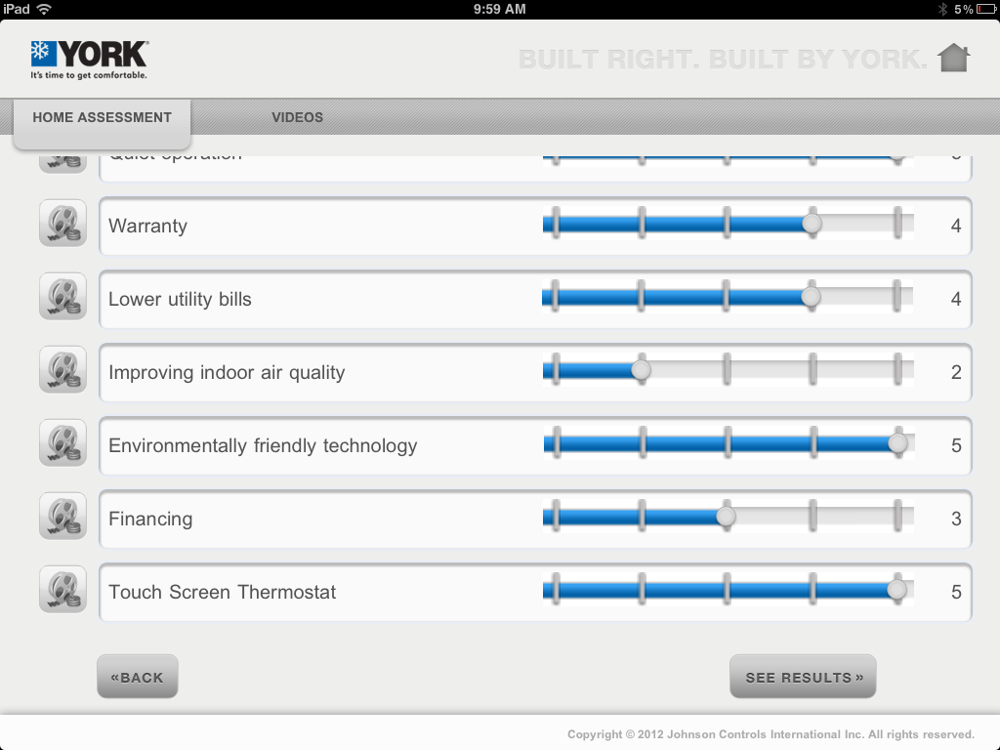 iPad 9:59 AM 5%
YORK®
It's time to get comfortable.
BUILT RIGHT. BUILT BY YORK.
HOME ASSESSMENT VIDEOS
Quiet operation
Warranty 4
Lower utility bills 4
Improving indoor air quality 2
Environmentally friendly technology 5
Financing 3
Touch Screen Thermostat 5
«BACK SEE RESULTS »
Copyright © 2012 Johnson Controls International Inc. All rights reserved.